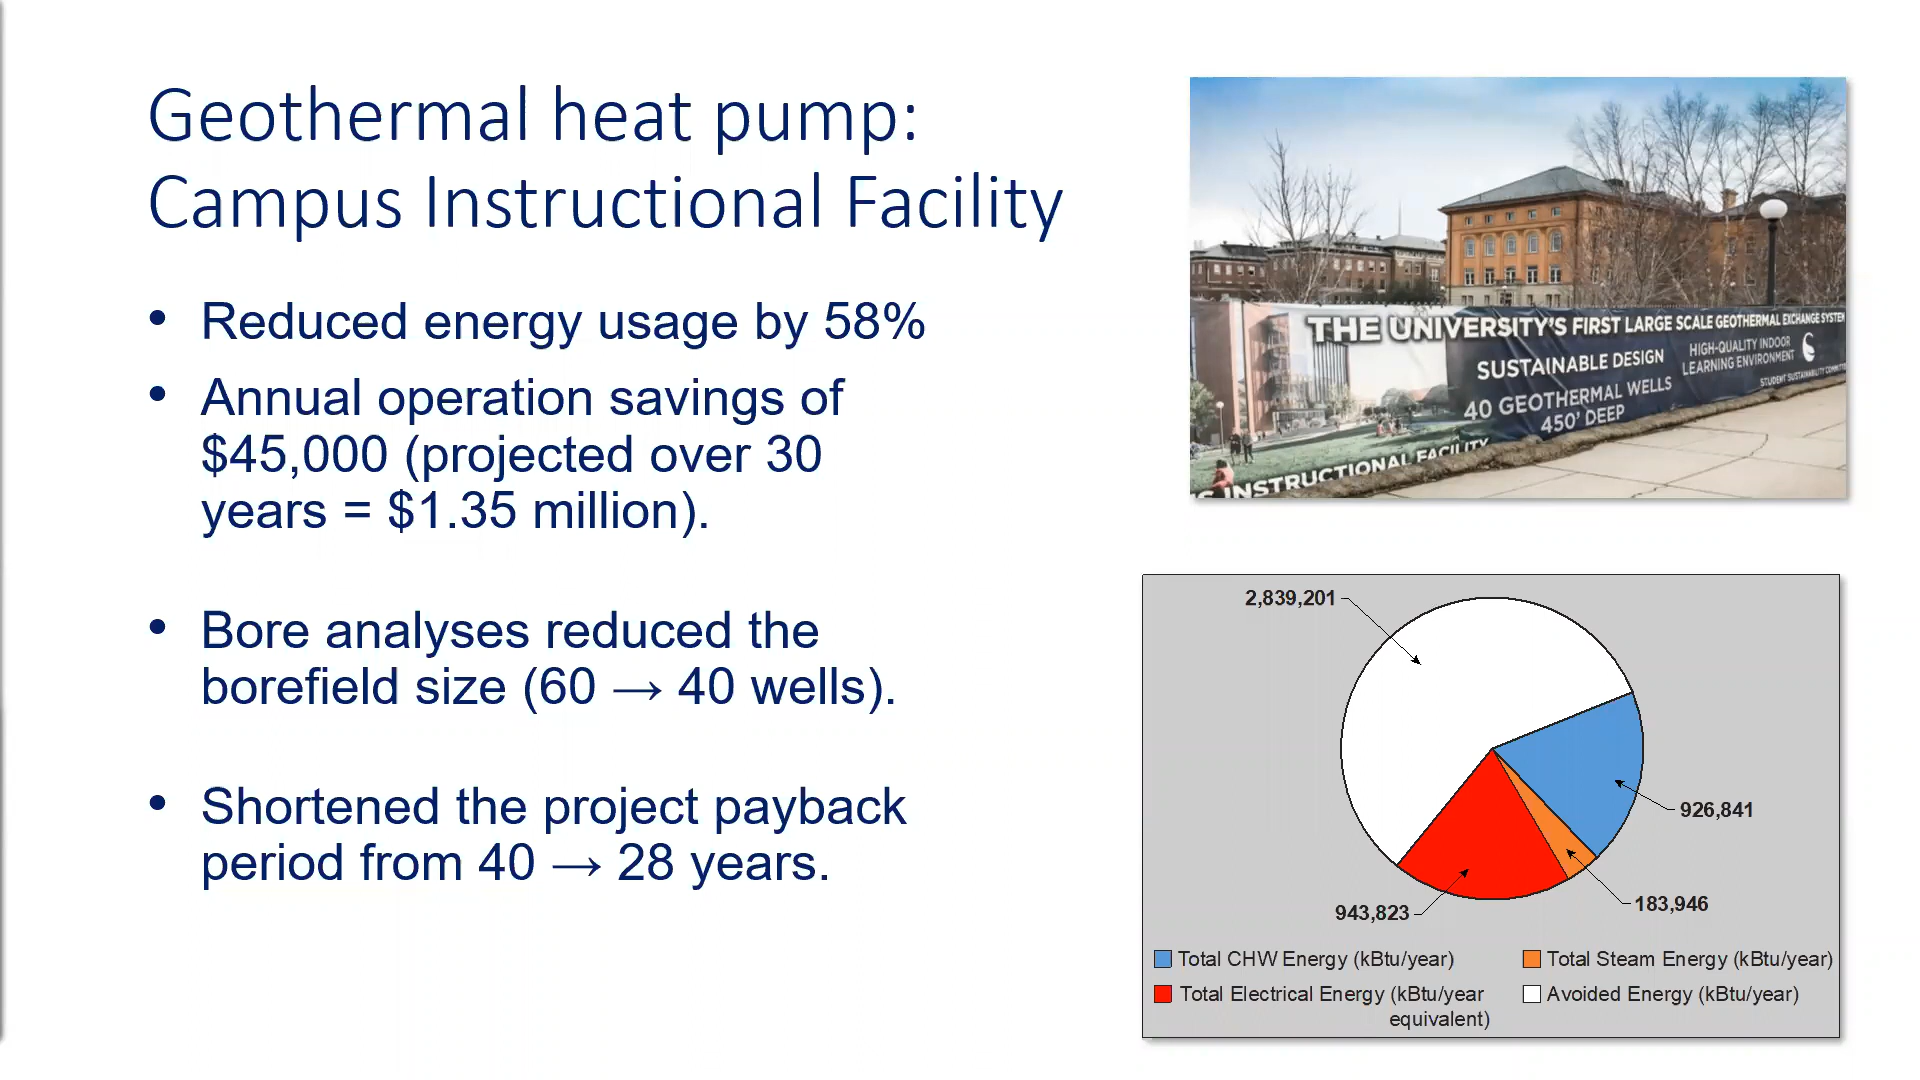 Geothermal heat pump:
Campus Instructional Facility
• Reduced energy usage by 58%
• Annual operation savings of
$45,000 (projected over 30
years = $1.35 million).
• Bore analyses reduced the
borefield size (60 → 40 wells).
• Shortened the project payback
period from 40 → 28 years.
THE UNIVERSITY'S FIRST LARGE SCALE GEOTHERMAL EXCHANGE SYSTEM
SUSTAINABLE DESIGN
HIGH-QUALITY INDOOR
LEARNING ENVIRONMENT
40 GEOTHERMAL WELLS
450' DEEP
STUDENT SUSTAINABILITY
INSTRUCTIONAL FACILITY
2,839,201
926,841
183,946
943,823
Total CHW Energy (kBtu/year)
Total Steam Energy (kBtu/year)
Total Electrical Energy (kBtu/year
equivalent)
Avoided Energy (kBtu/year)